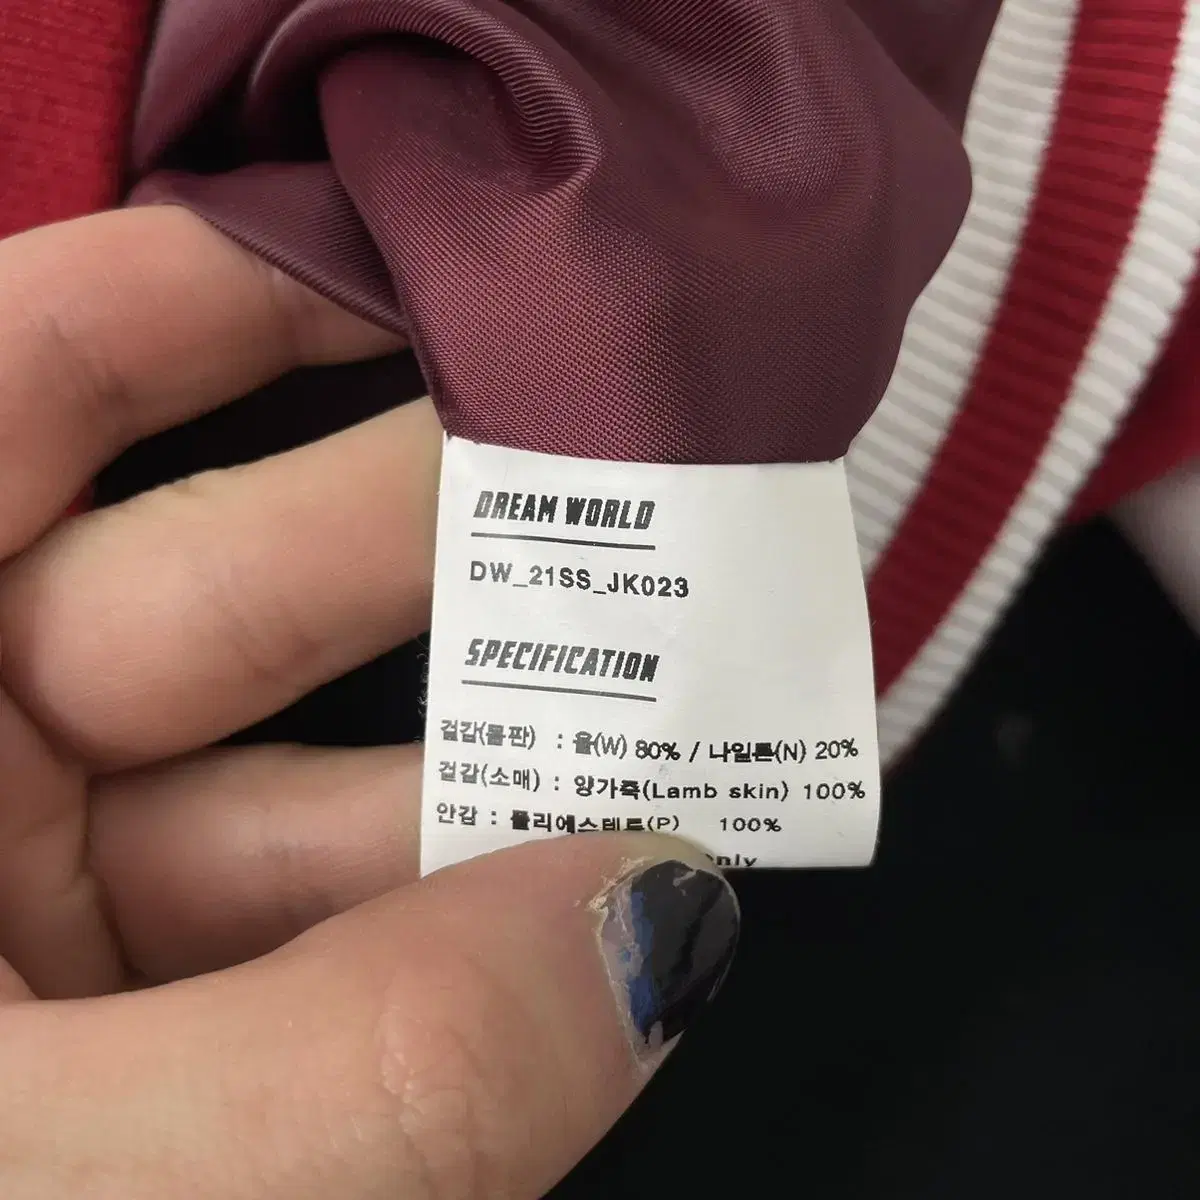 DREAM WORLD
DW_21SS_JK023
SPECIFICATION
겉감(몸판) : 울(W) 80% / 나일론(N) 20%
겉감(소매) : 양가죽(Lamb skin) 100%
안감 : 폴리에스테르(P) 100%
only